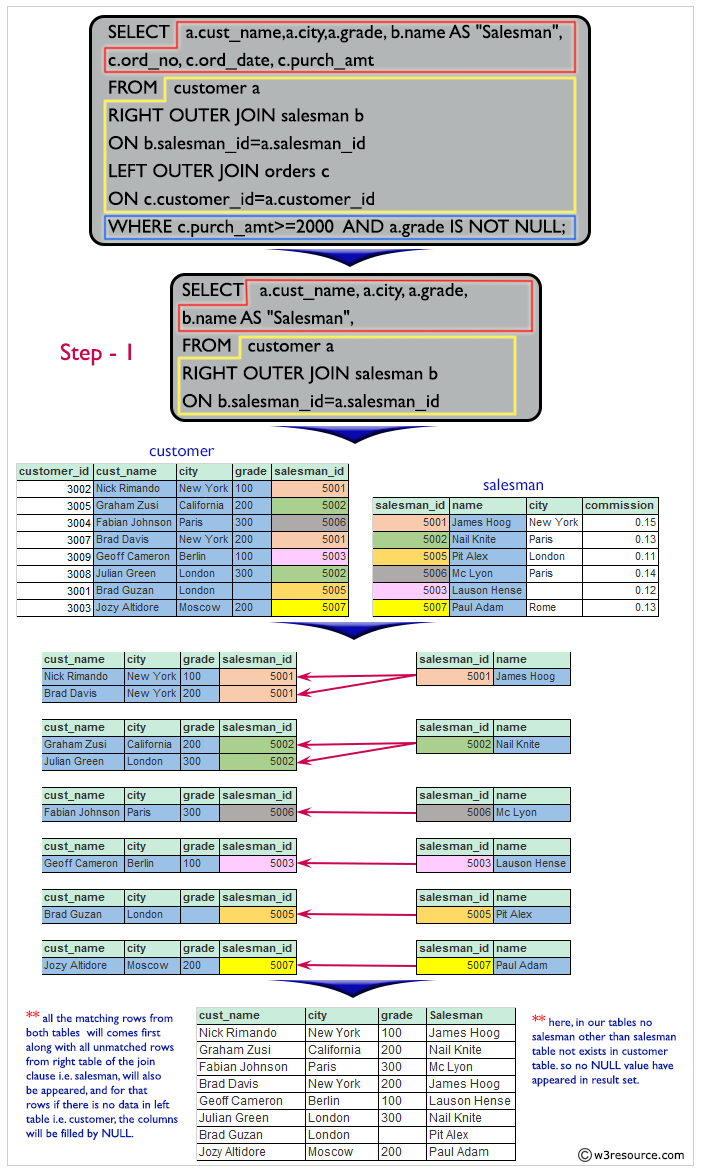 SELECT a.cust_name,a.city,a.grade, b.name AS "Salesman",
c.ord_no, c.ord_date, c.purch_amt
FROM customer a
RIGHT OUTER JOIN salesman b
ON b.salesman_id=a.salesman_id
LEFT OUTER JOIN orders c
ON c.customer_id=a.customer_id
WHERE c.purch_amt>=2000 AND a.grade IS NOT NULL;
Step - 1
SELECT a.cust_name, a.city, a.grade,
b.name AS "Salesman",
FROM customer a
RIGHT OUTER JOIN salesman b
ON b.salesman_id=a.salesman_id
customer
customer_id cust_name city grade salesman_id
3002 Nick Rimando New York 100 5001
3005 Graham Zusi California 200 5002
3004 Fabian Johnson Paris 300 5006
3007 Brad Davis New York 200 5001
3009 Geoff Cameron Berlin 100 5003
3008 Julian Green London 300 5002
3001 Brad Guzan London 5005
3003 Jozy Altidore Moscow 200 5007
salesman
salesman_id name city commission
5001 James Hoog New York 0.15
5002 Nail Knite Paris 0.13
5005 Pit Alex London 0.11
5006 Mc Lyon Paris 0.14
5003 Lauson Hense 0.12
5007 Paul Adam Rome 0.13
cust_name city grade salesman_id salesman_id name
Nick Rimando New York 100 5001 5001 James Hoog
Brad Davis New York 200 5001
cust_name city grade salesman_id salesman_id name
Graham Zusi California 200 5002 5002 Nail Knite
Julian Green London 300 5002
cust_name city grade salesman_id salesman_id name
Fabian Johnson Paris 300 5006 5006 Mc Lyon
cust_name city grade salesman_id salesman_id name
Geoff Cameron Berlin 100 5003 5003 Lauson Hense
cust_name city grade salesman_id salesman_id name
Brad Guzan London 5005 5005 Pit Alex
cust_name city grade salesman_id salesman_id name
Jozy Altidore Moscow 200 5007 5007 Paul Adam
** all the matching rows from
both tables will comes first
along with all unmatched rows
from right table of the join
clause i.e. salesman, will also
be appeared, and for that
rows if there is no data in left
table i.e. customer, the columns
will be filled by NULL.
cust_name city grade Salesman
Nick Rimando New York 100 James Hoog
Graham Zusi California 200 Nail Knite
Fabian Johnson Paris 300 Mc Lyon
Brad Davis New York 200 James Hoog
Geoff Cameron Berlin 100 Lauson Hense
Julian Green London 300 Nail Knite
Brad Guzan London Pit Alex
Jozy Altidore Moscow 200 Paul Adam
** here, in our tables no
salesman other than salesman
table not exists in customer
table. so no NULL value have
appeared in result set.
© w3resource.com